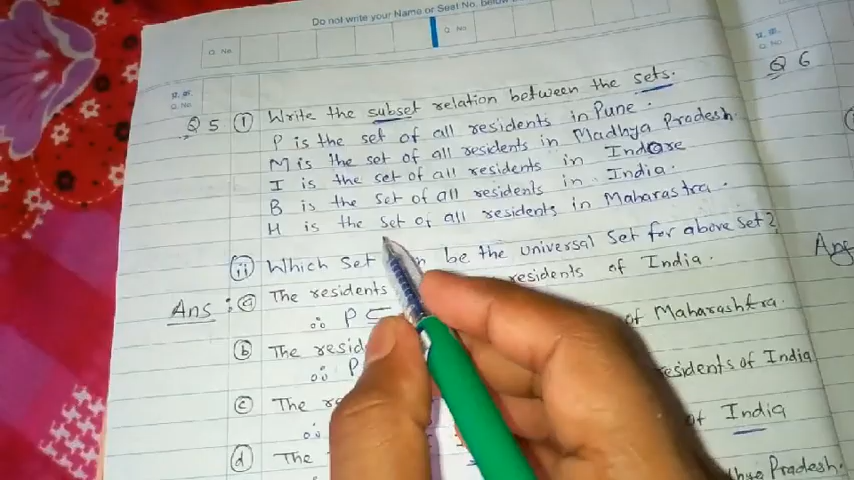 Do not write your Name or Seat No. below
Q. No.
Q. No.
Q. No.
Q. No.
Q 6
Q 5 (i) Write the subset relation between the sets.
P is the set of all residents in Pune.
M is the set of all residents in Madhya Pradesh.
I is the set of all residents in Indore
B is the set of all residents in India.
H is the set of all residents in Maharastra.
(ii) Which Set be the universal Set for above Set?
Ans
Ans : (a) The residents residents of India.
∴ P ⊂
(b) The of Maharashtra.
∴ P
(c) The residents of India
∴
(d) The of India
Madhya Pradesh.